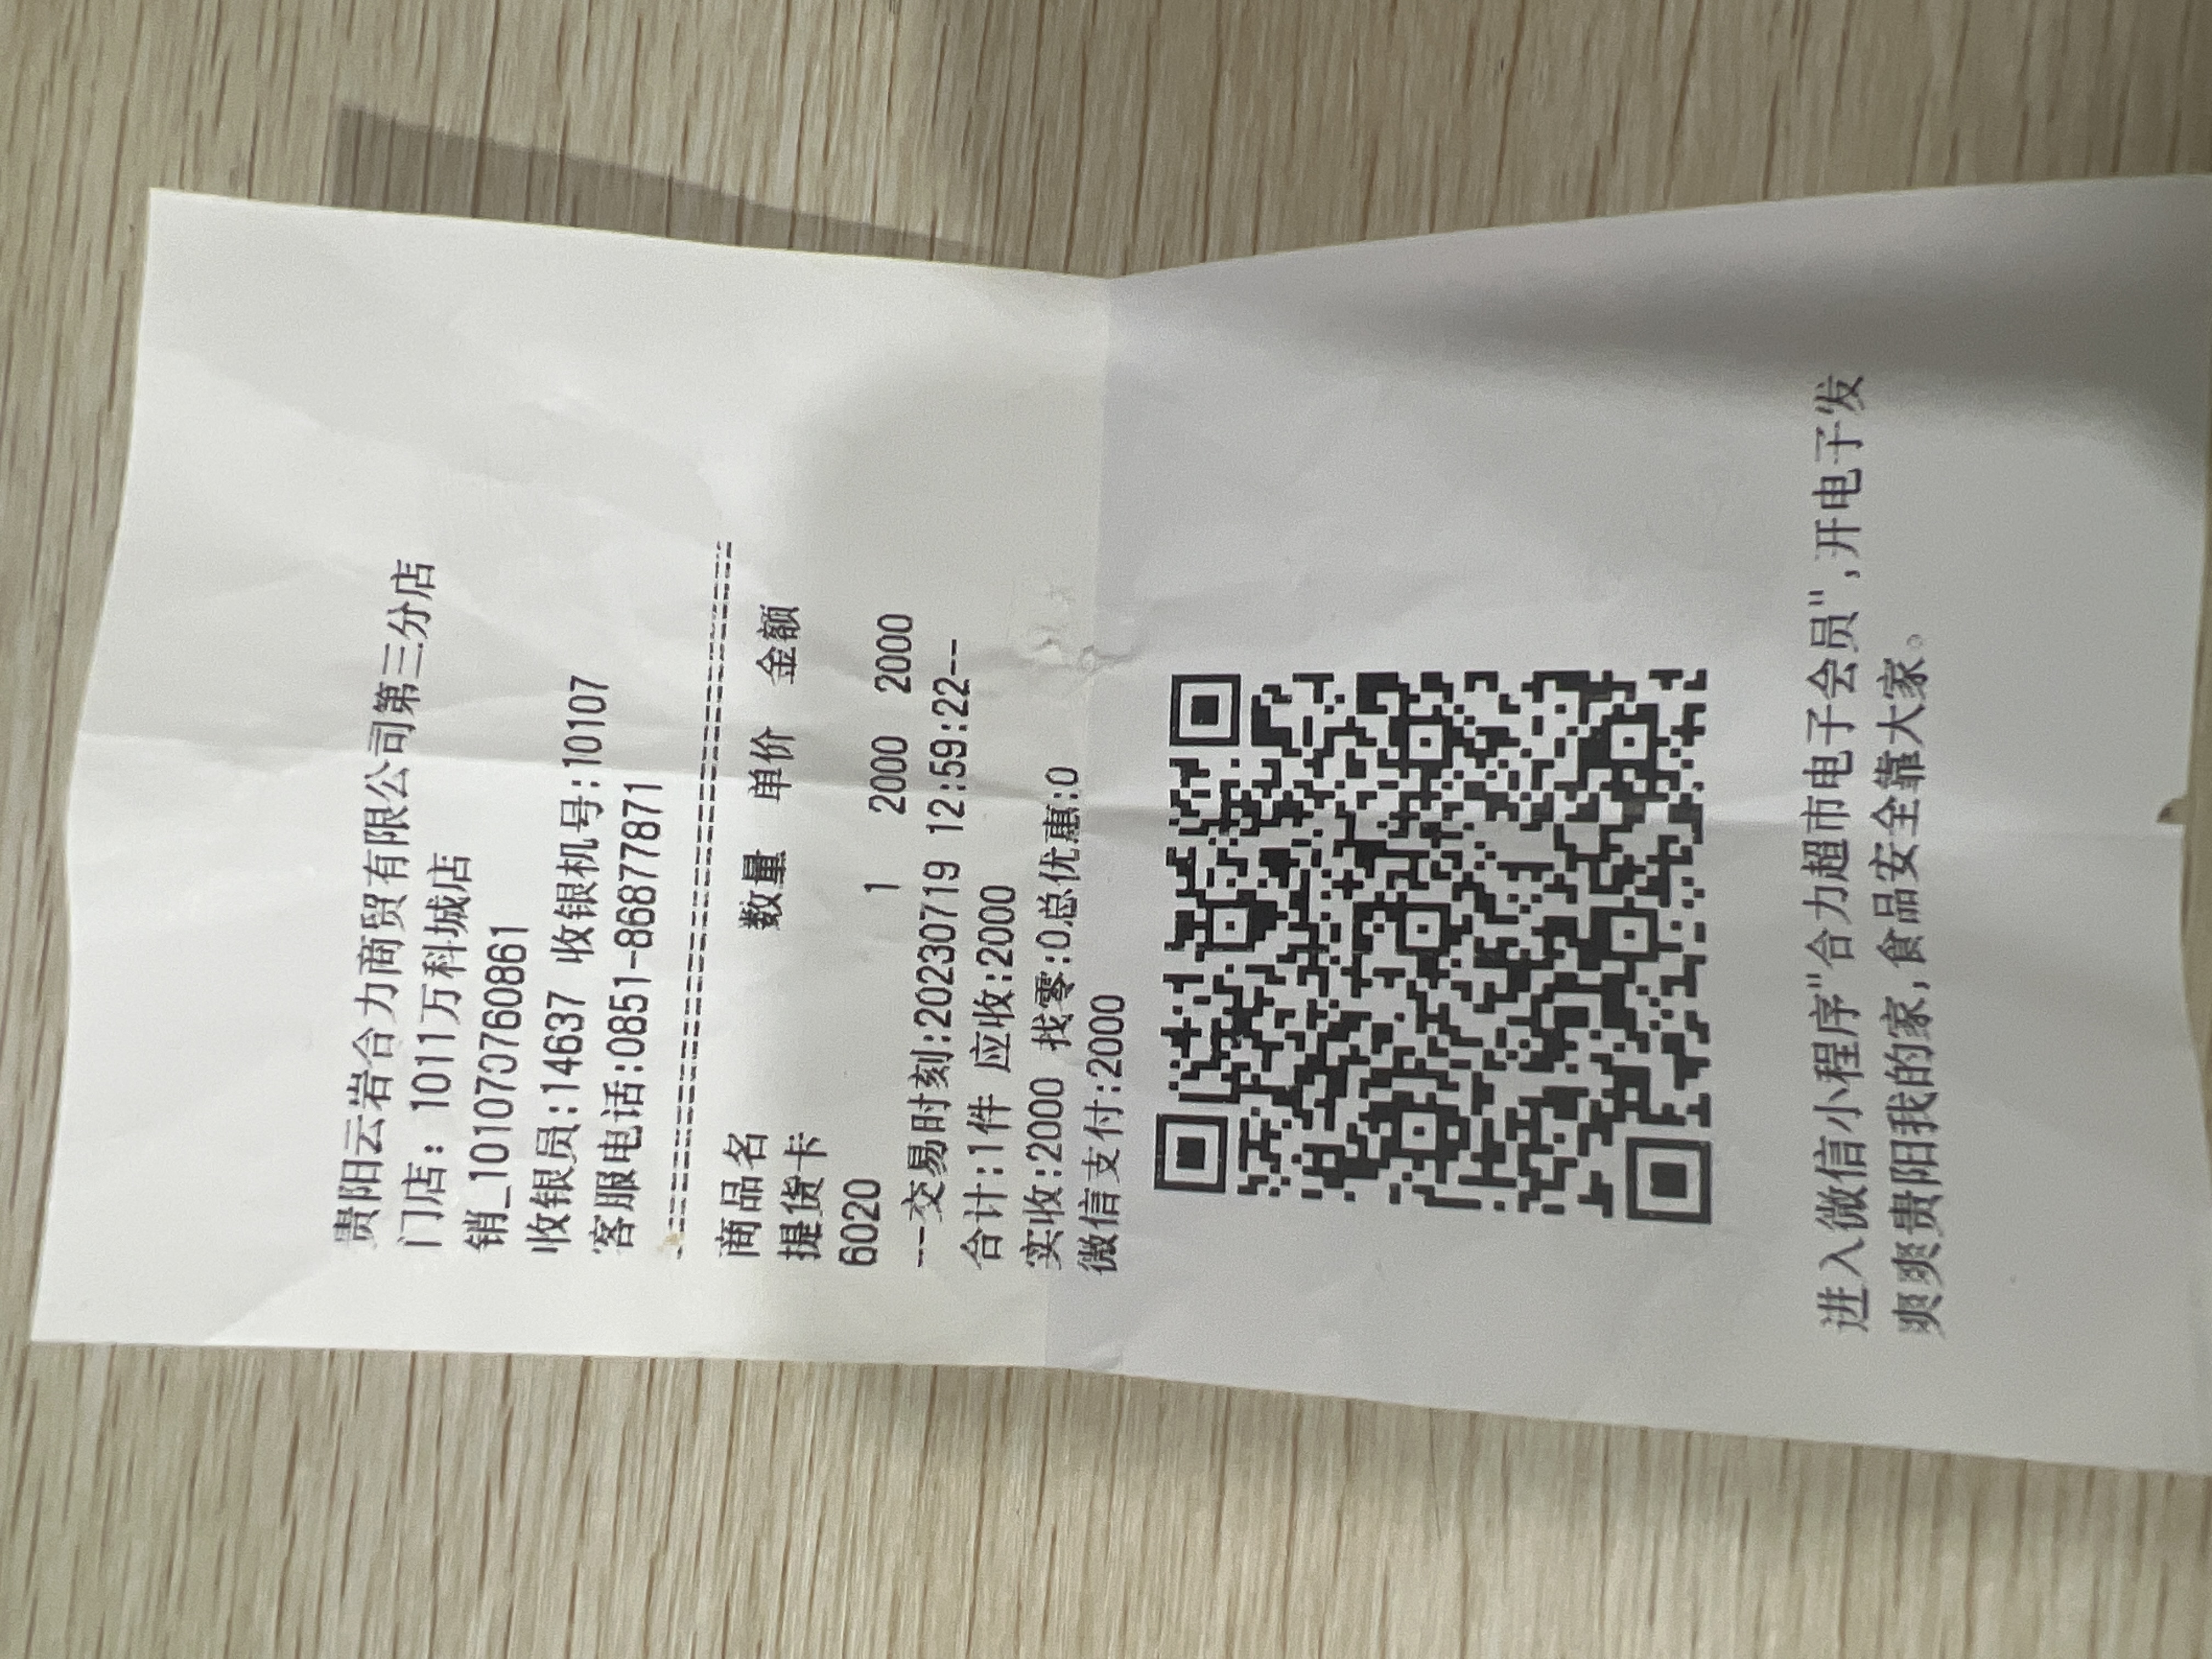 贵阳云岩合力商贸有限公司第三分店
门店：1011万科城店
销_1010707760861
收银员:14637 收银机号:10107
客服电话:0851-86877871
商品名 数量 单价 金额
提货卡
6020 1 2000 2000
--交易时刻:20230719 12:59:22--
合计:1件 应收:2000
实收:2000 找零:0总优惠:0
微信支付:2000
进入微信小程序"合力超市电子会员",开电子发
爽爽贵阳我的家,食品安全靠大家。